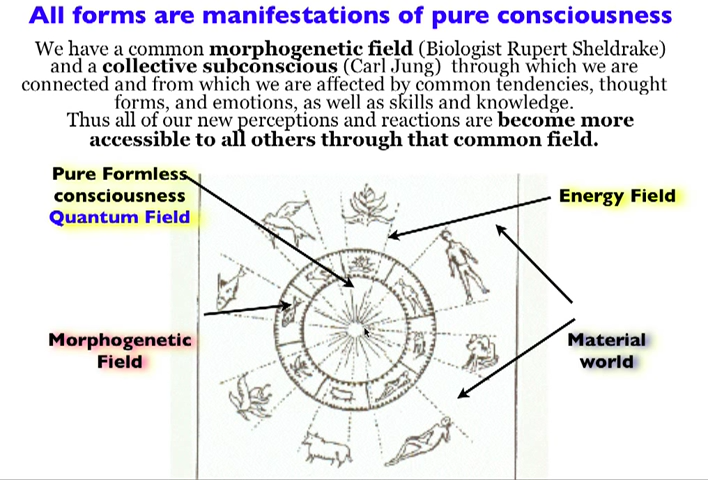 All forms are manifestations of pure consciousness
We have a common morphogenetic field (Biologist Rupert Sheldrake)
and a collective subconscious (Carl Jung) through which we are
connected and from which we are affected by common tendencies, thought
forms, and emotions, as well as skills and knowledge.
Thus all of our new perceptions and reactions are become more
accessible to all others through that common field.
Pure Formless
consciousness
Quantum Field
Energy Field
Morphogenetic
Field
Material
world